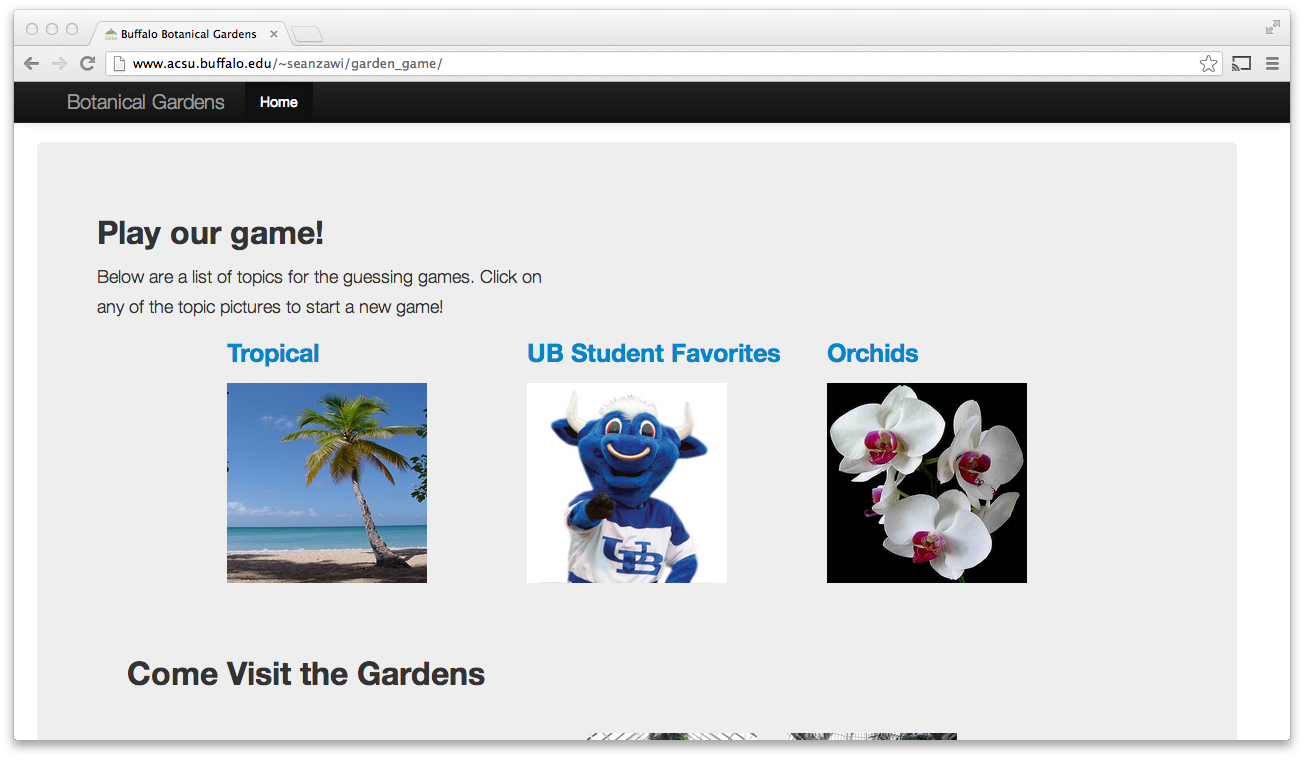 Buffalo Botanical Gardens
www.acsu.buffalo.edu/~seanzawi/garden_game/
Botanical Gardens Home
Play our game!
Below are a list of topics for the guessing games. Click on
any of the topic pictures to start a new game!
Tropical UB Student Favorites Orchids
UB
Come Visit the Gardens